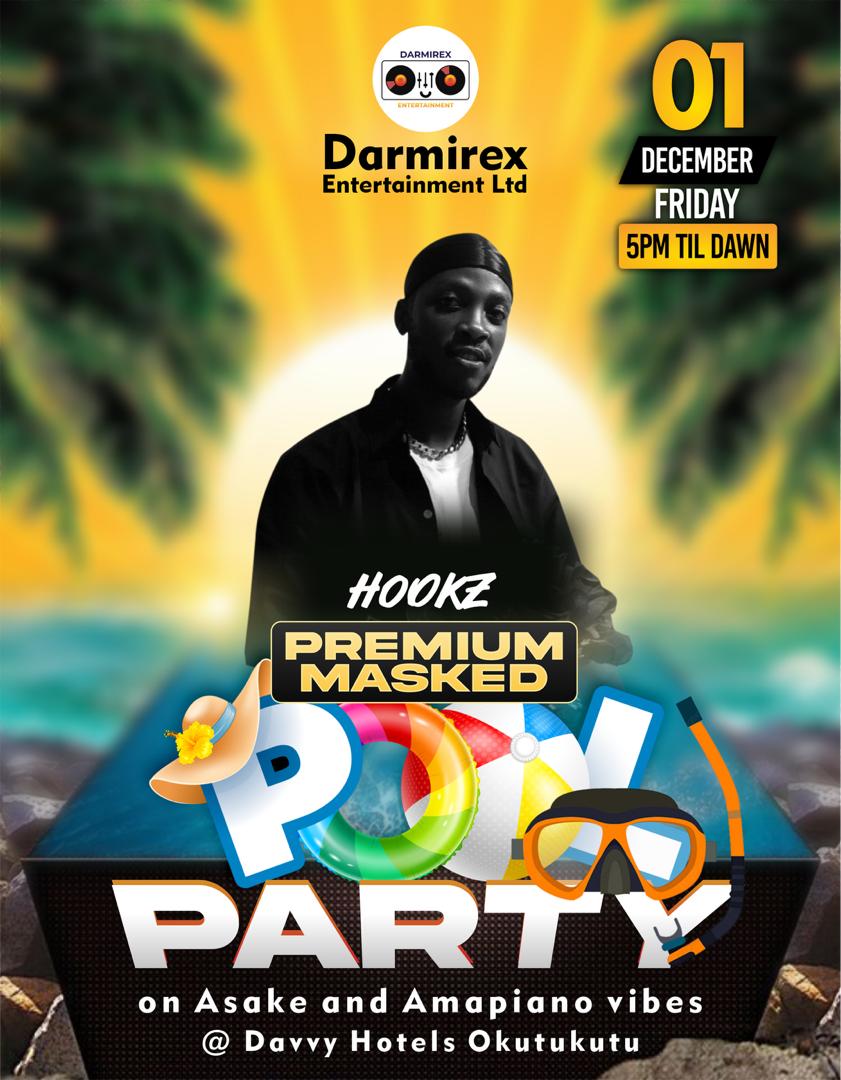 DARMIREX
ENTERTAINMENT
Darmirex
Entertainment Ltd
01
DECEMBER
FRIDAY
5PM TIL DAWN
HOOKZ
PREMIUM
MASKED
POOL
PARTY
on Asake and Amapiano vibes
@ Davvy Hotels Okutukutu